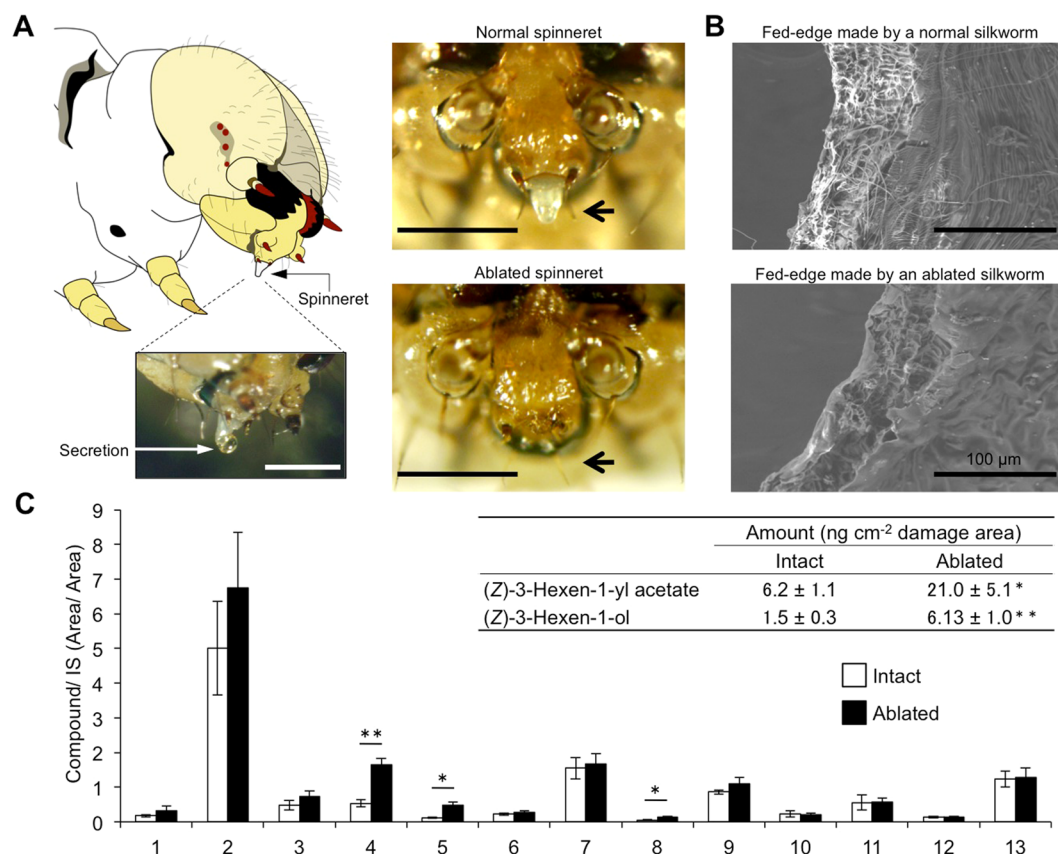 A
Normal spinneret
B
Fed-edge made by a normal silkworm
Spinneret
Ablated spinneret
Fed-edge made by an ablated silkworm
Secretion
100 µm
C
Compound/ IS (Area/ Area)
9
8
7
6
5
4
3
2
1
0
Amount (ng cm-2 damage area)
Intact Ablated
(Z)-3-Hexen-1-yl acetate 6.2 ± 1.1 21.0 ± 5.1 *
(Z)-3-Hexen-1-ol 1.5 ± 0.3 6.13 ± 1.0 * *
Intact
Ablated
**
*
*
1 2 3 4 5 6 7 8 9 10 11 12 13